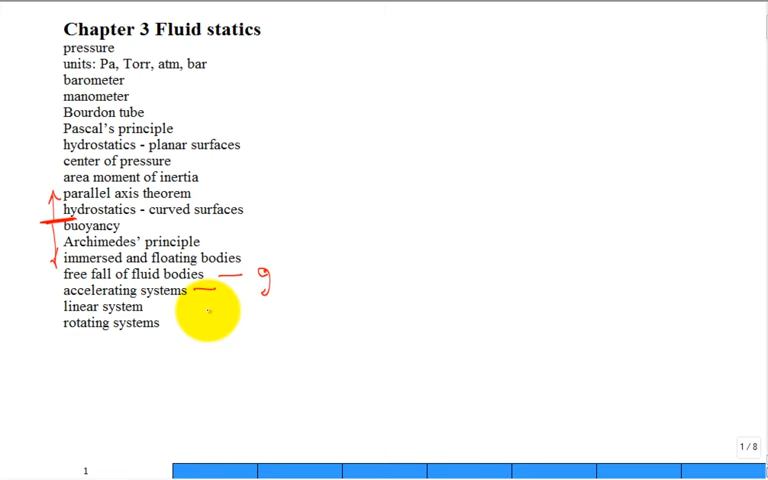 Chapter 3 Fluid statics
pressure
units: Pa, Torr, atm, bar
barometer
manometer
Bourdon tube
Pascal's principle
hydrostatics - planar surfaces
center of pressure
area moment of inertia
parallel axis theorem
hydrostatics - curved surfaces
buoyancy
Archimedes' principle
immersed and floating bodies
free fall of fluid bodies — g
accelerating systems —
linear system
rotating systems
1 / 8
1